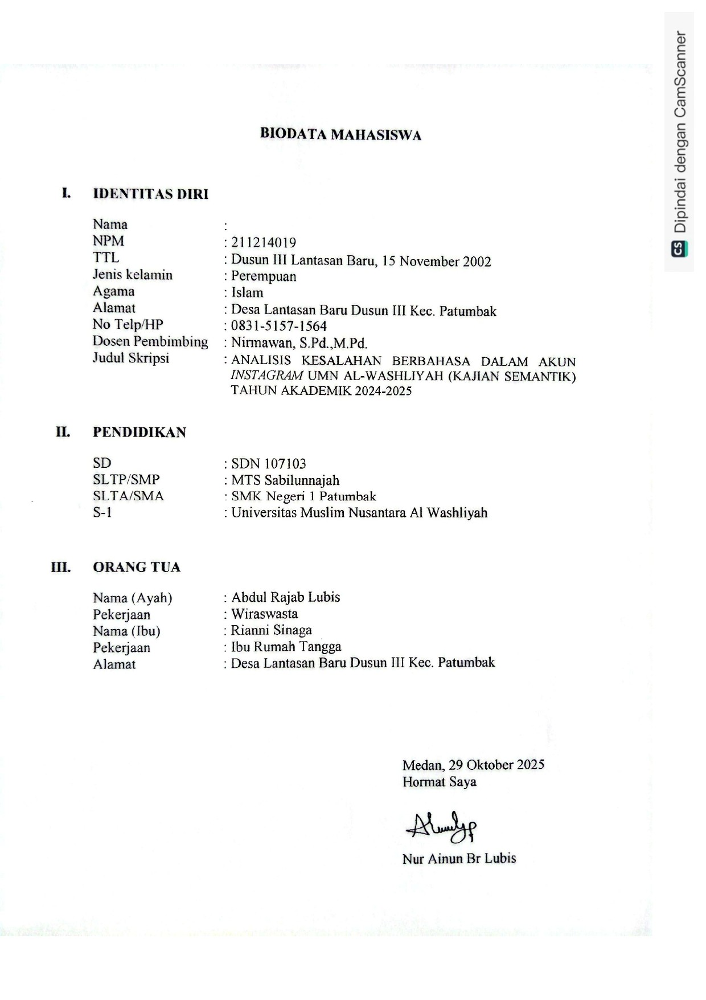 BIODATA MAHASISWA
I. IDENTITAS DIRI
Nama :
NPM : 211214019
TTL : Dusun III Lantasan Baru, 15 November 2002
Jenis kelamin : Perempuan
Agama : Islam
Alamat : Desa Lantasan Baru Dusun III Kec. Patumbak
No Telp/HP : 0831-5157-1564
Dosen Pembimbing : Nirmawan, S.Pd.,M.Pd.
Judul Skripsi : ANALISIS KESALAHAN BERBAHASA DALAM AKUN
INSTAGRAM UMN AL-WASHLIYAH (KAJIAN SEMANTIK)
TAHUN AKADEMIK 2024-2025
II. PENDIDIKAN
SD : SDN 107103
SLTP/SMP : MTS Sabilunnajah
SLTA/SMA : SMK Negeri 1 Patumbak
S-1 : Universitas Muslim Nusantara Al Washliyah
III. ORANG TUA
Nama (Ayah) : Abdul Rajab Lubis
Pekerjaan : Wiraswasta
Nama (Ibu) : Rianni Sinaga
Pekerjaan : Ibu Rumah Tangga
Alamat : Desa Lantasan Baru Dusun III Kec. Patumbak
Medan, 29 Oktober 2025
Hormat Saya
Nur Ainun Br Lubis
CS Dipindai dengan CamScanner